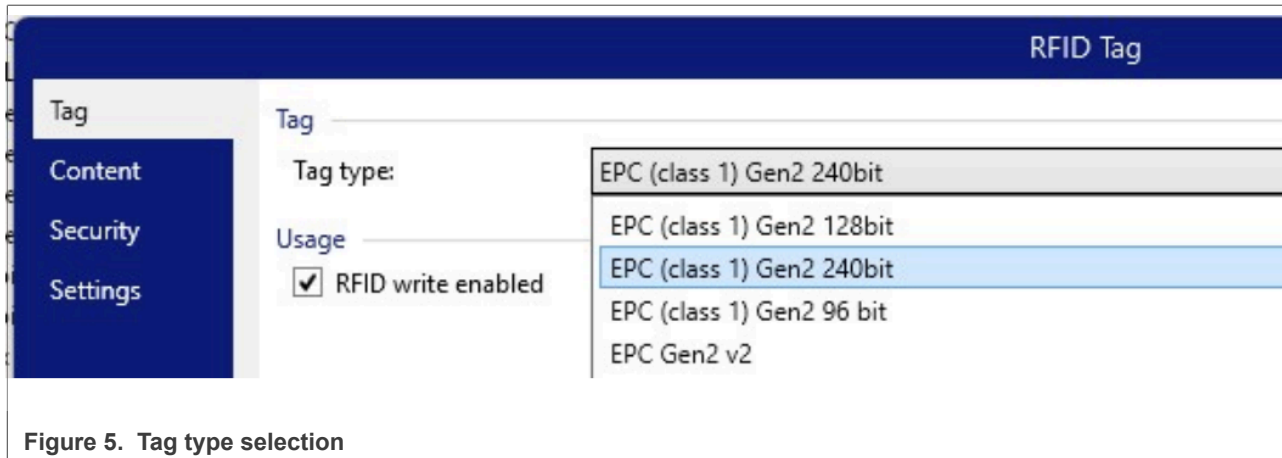 RFID Tag
Tag
Content
Security
Settings
Tag
Tag type:
EPC (class 1) Gen2 240bit
EPC (class 1) Gen2 128bit
EPC (class 1) Gen2 240bit
EPC (class 1) Gen2 96 bit
EPC Gen2 v2
Usage
RFID write enabled
Figure 5. Tag type selection